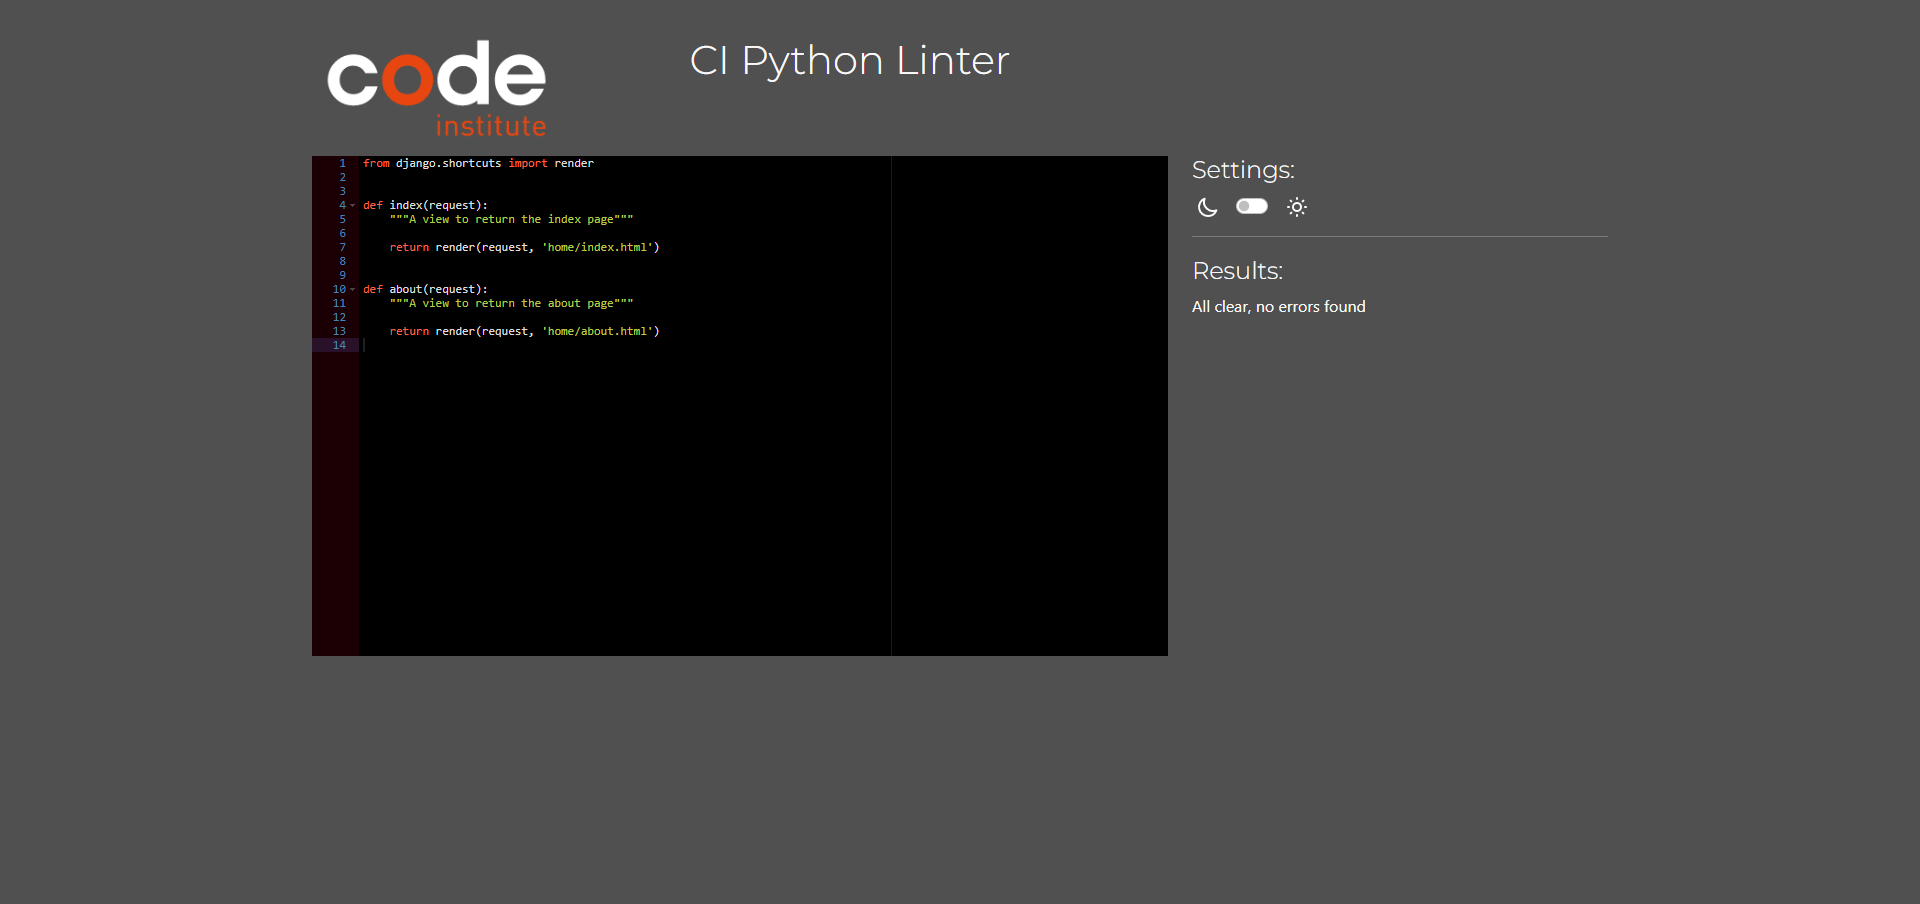 code
institute
CI Python Linter
1 from django.shortcuts import render
2
3
4 def index(request):
5     """A view to return the index page"""
6
7     return render(request, 'home/index.html')
8
9
10 def about(request):
11     """A view to return the about page"""
12
13     return render(request, 'home/about.html')
14
Settings:
Results:
All clear, no errors found